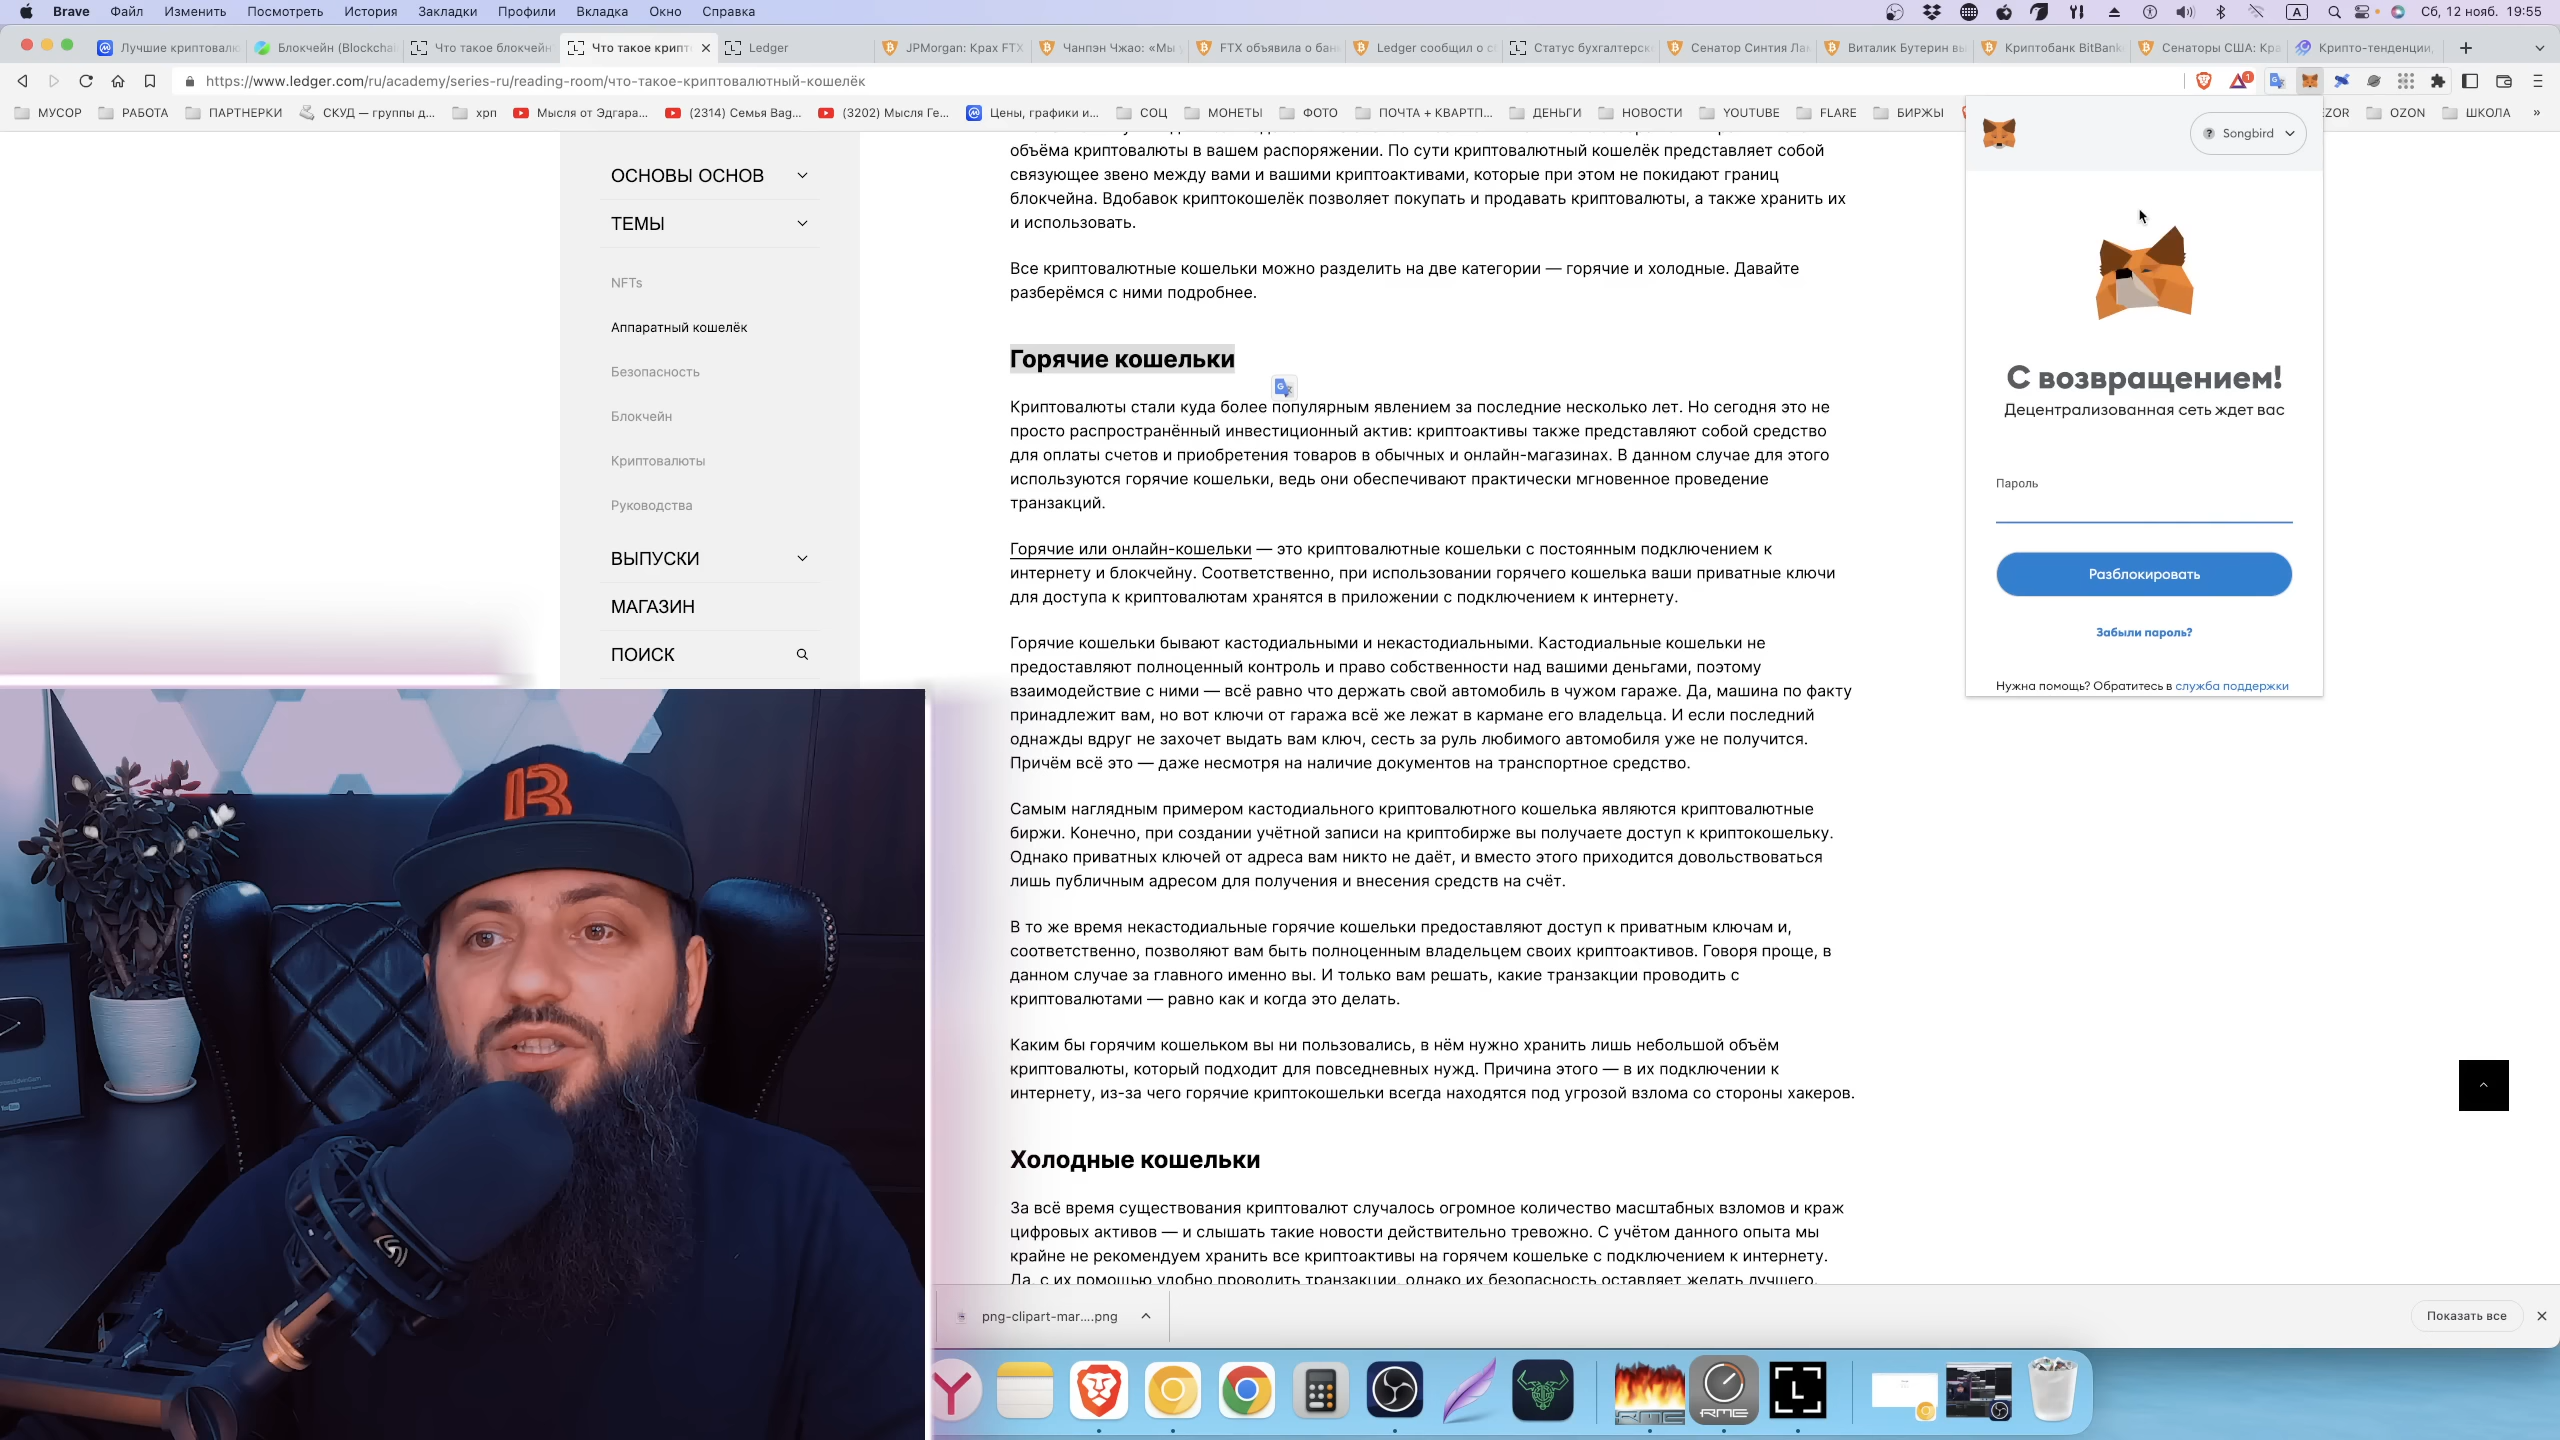 Brave Файл Изменить Посмотреть История Закладки Профили Вкладка Окно Справка
A Сб, 12 нояб. 19:55
Лучшие криптовал
Блокчейн (Blockcha
Что такое блокчейн
Что такое крипт
Ledger
JPMorgan: Крах FTX
Чанпэн Чжао: «Мы
FTX объявила о бан
Ledger сообщил о с
Статус бухгалтерск
Сенатор Синтия Ла
Виталик Бутерин в
Криптобанк BitBank
Сенаторы США: Кра
Крипто-тенденции,
https://www.ledger.com/ru/academy/series-ru/reading-room/что-такое-криптовалютный-кошелёк
1
МУСОР РАБОТА ПАРТНЕРКИ СКУД — группы д... хрп Мысля от Эдгара... (2314) Семья Bag... (3202) Мысля Ге... Цены, графики и... СОЦ МОНЕТЫ ФОТО ПОЧТА + КВАРТП... ДЕНЬГИ НОВОСТИ YOUTUBE FLARE БИРЖЫ ZOR OZON ШКОЛА »
ОСНОВЫ ОСНОВ
ТЕМЫ
NFTs
Аппаратный кошелёк
Безопасность
Блокчейн
Криптовалюты
Руководства
ВЫПУСКИ
МАГАЗИН
ПОИСК
объёма криптовалюты в вашем распоряжении. По сути криптовалютный кошелёк представляет собой
связующее звено между вами и вашими криптоактивами, которые при этом не покидают границ
блокчейна. Вдобавок криптокошелёк позволяет покупать и продавать криптовалюты, а также хранить их
и использовать.
Все криптовалютные кошельки можно разделить на две категории — горячие и холодные. Давайте
разберёмся с ними подробнее.
Горячие кошельки
Криптовалюты стали куда более популярным явлением за последние несколько лет. Но сегодня это не
просто распространённый инвестиционный актив: криптоактивы также представляют собой средство
для оплаты счетов и приобретения товаров в обычных и онлайн-магазинах. В данном случае для этого
используются горячие кошельки, ведь они обеспечивают практически мгновенное проведение
транзакций.
Горячие или онлайн-кошельки — это криптовалютные кошельки с постоянным подключением к
интернету и блокчейну. Соответственно, при использовании горячего кошелька ваши приватные ключи
для доступа к криптовалютам хранятся в приложении с подключением к интернету.
Горячие кошельки бывают кастодиальными и некастодиальными. Кастодиальные кошельки не
предоставляют полноценный контроль и право собственности над вашими деньгами, поэтому
взаимодействие с ними — всё равно что держать свой автомобиль в чужом гараже. Да, машина по факту
принадлежит вам, но вот ключи от гаража всё же лежат в кармане его владельца. И если последний
однажды вдруг не захочет выдать вам ключ, сесть за руль любимого автомобиля уже не получится.
Причём всё это — даже несмотря на наличие документов на транспортное средство.
Самым наглядным примером кастодиального криптовалютного кошелька являются криптовалютные
биржи. Конечно, при создании учётной записи на криптобирже вы получаете доступ к криптокошельку.
Однако приватных ключей от адреса вам никто не даёт, и вместо этого приходится довольствоваться
лишь публичным адресом для получения и внесения средств на счёт.
В то же время некастодиальные горячие кошельки предоставляют доступ к приватным ключам и,
соответственно, позволяют вам быть полноценным владельцем своих криптоактивов. Говоря проще, в
данном случае за главного именно вы. И только вам решать, какие транзакции проводить с
криптовалютами — равно как и когда это делать.
Каким бы горячим кошельком вы ни пользовались, в нём нужно хранить лишь небольшой объём
криптовалюты, который подходит для повседневных нужд. Причина этого — в их подключении к
интернету, из-за чего горячие криптокошельки всегда находятся под угрозой взлома со стороны хакеров.
Холодные кошельки
За всё время существования криптовалют случалось огромное количество масштабных взломов и краж
цифровых активов — и слышать такие новости действительно тревожно. С учётом данного опыта мы
крайне не рекомендуем хранить все криптоактивы на горячем кошельке с подключением к интернету.
Да, с их помощью удобно проводить транзакции, однако их безопасность оставляет желать лучшего.
Songbird
С возвращением!
Децентрализованная сеть ждет вас
Пароль
Разблокировать
Забыли пароль?
Нужна помощь? Обратитесь в служба поддержки
png-clipart-mar....png
Показать все
RME
RME